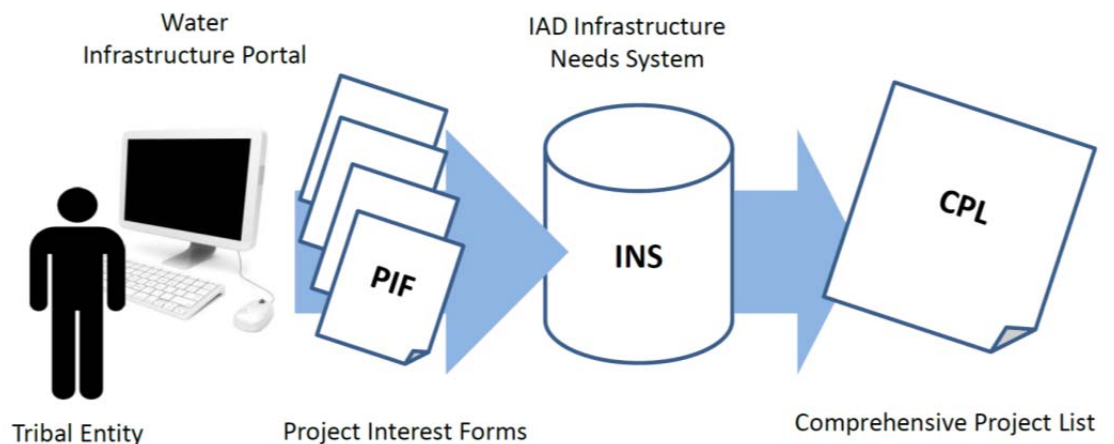 Water
Infrastructure Portal
IAD Infrastructure
Needs System
PIF
INS
CPL
Tribal Entity
Project Interest Forms
Comprehensive Project List